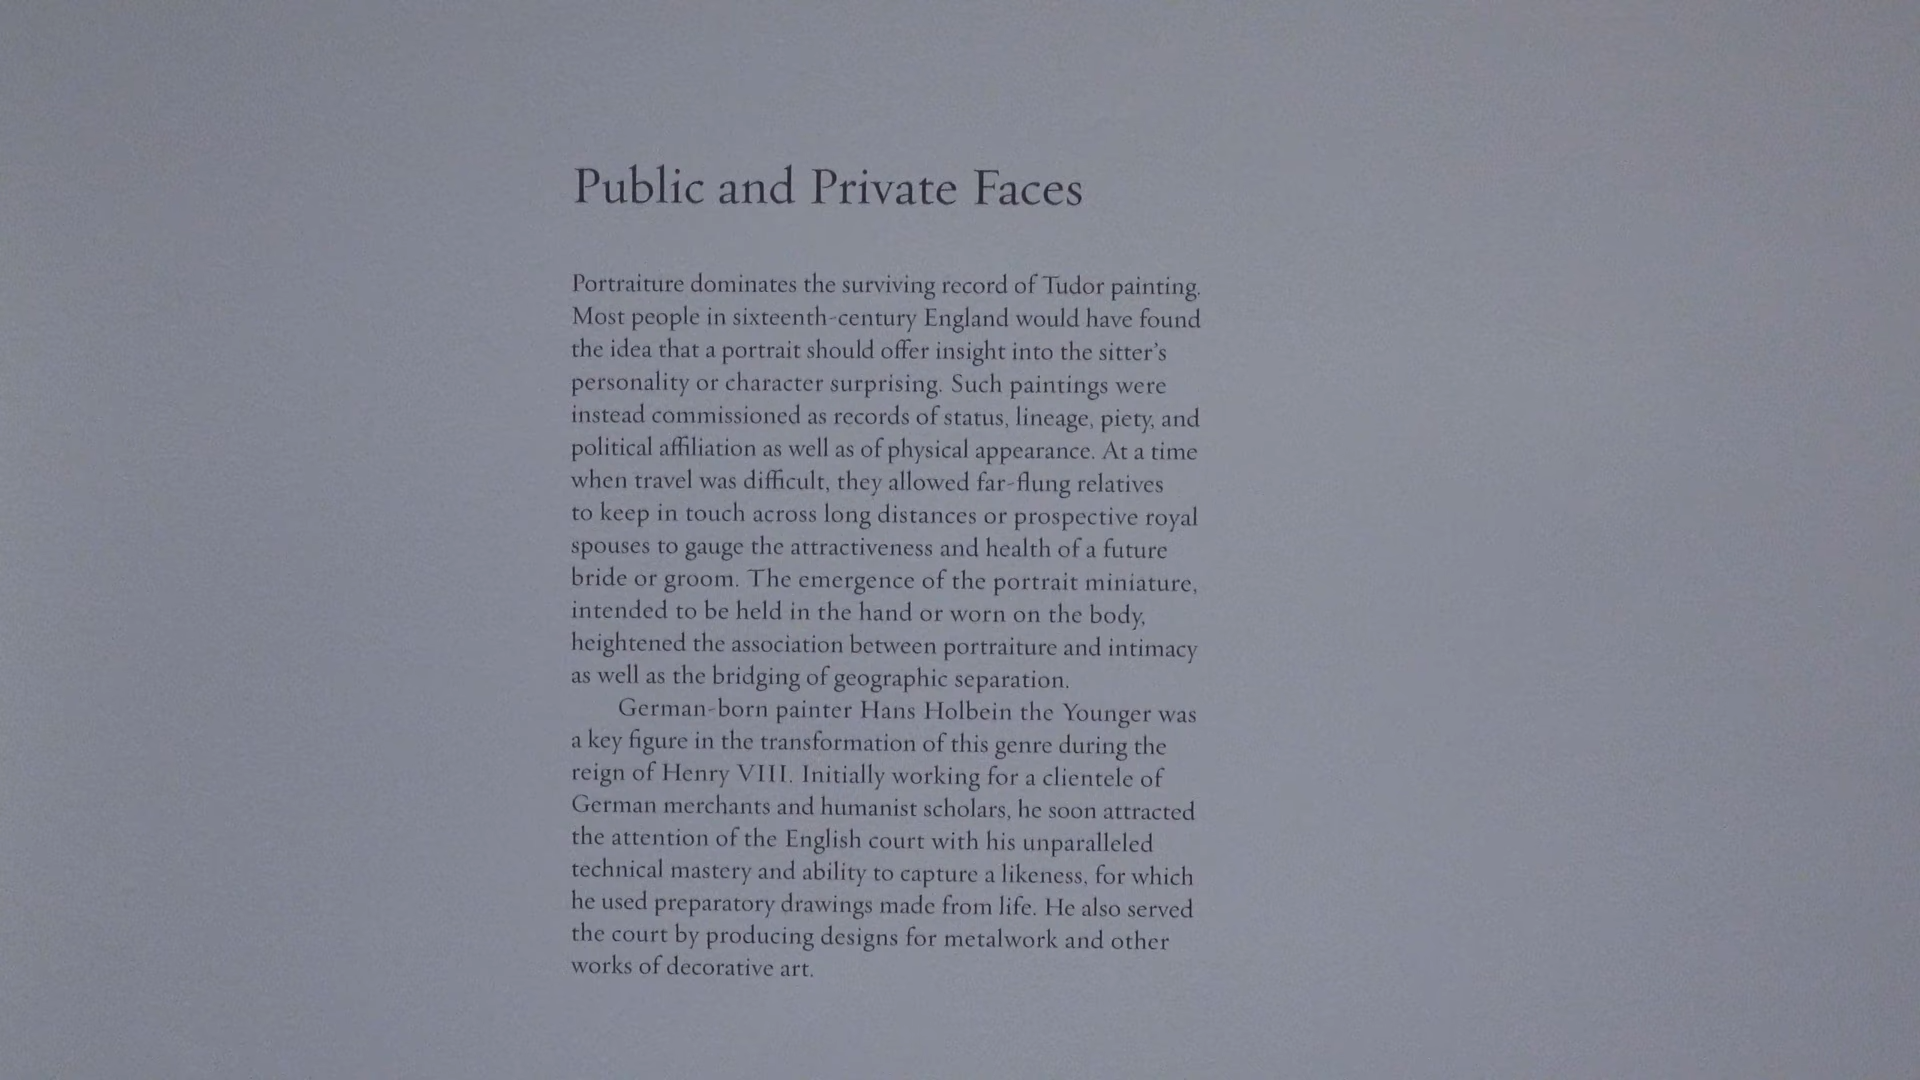 Public and Private Faces
Portraiture dominates the surviving record of Tudor painting.
Most people in sixteenth-century England would have found
the idea that a portrait should offer insight into the sitter's
personality or character surprising. Such paintings were
instead commissioned as records of status, lineage, piety, and
political affiliation as well as of physical appearance. At a time
when travel was difficult, they allowed far-flung relatives
to keep in touch across long distances or prospective royal
spouses to gauge the attractiveness and health of a future
bride or groom. The emergence of the portrait miniature,
intended to be held in the hand or worn on the body,
heightened the association between portraiture and intimacy
as well as the bridging of geographic separation.
German-born painter Hans Holbein the Younger was
a key figure in the transformation of this genre during the
reign of Henry VIII. Initially working for a clientele of
German merchants and humanist scholars, he soon attracted
the attention of the English court with his unparalleled
technical mastery and ability to capture a likeness, for which
he used preparatory drawings made from life. He also served
the court by producing designs for metalwork and other
works of decorative art.